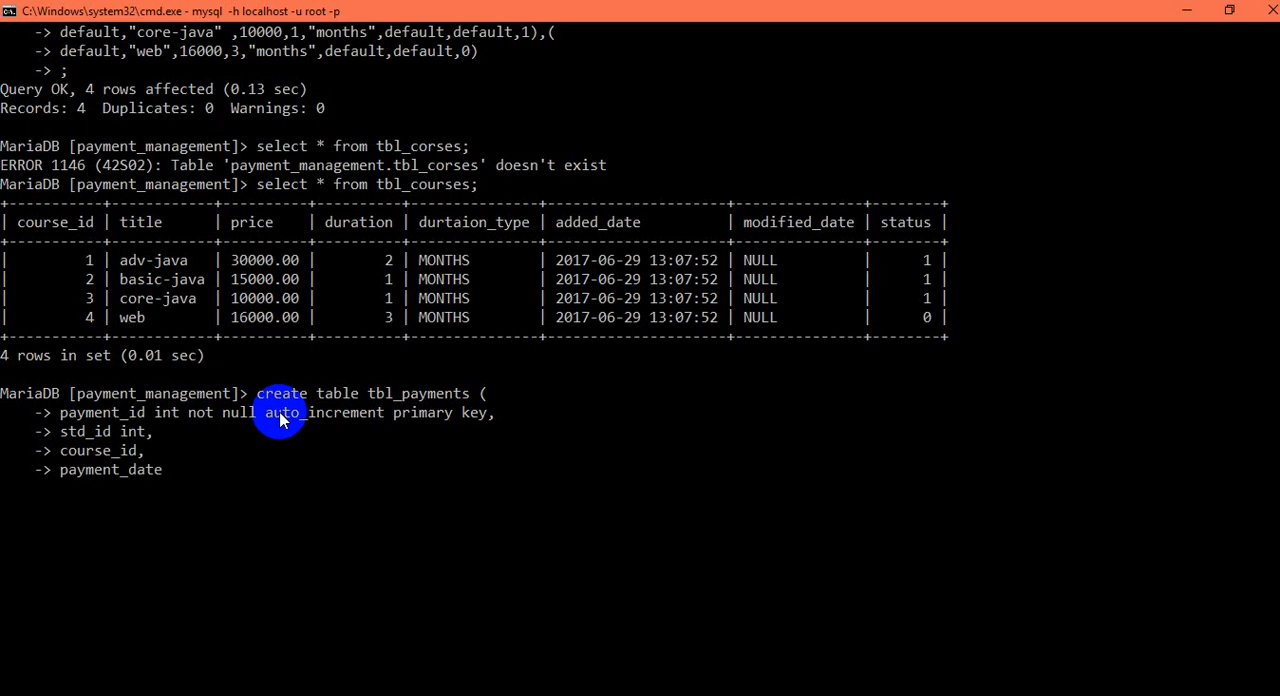 C:\Windows\system32\cmd.exe - mysql -h localhost -u root -p
-> default,"core-java" ,10000,1,"months",default,default,1),(
-> default,"web",16000,3,"months",default,default,0)
-> ;
Query OK, 4 rows affected (0.13 sec)
Records: 4  Duplicates: 0  Warnings: 0
MariaDB [payment_management]> select * from tbl_corses;
ERROR 1146 (42S02): Table 'payment_management.tbl_corses' doesn't exist
MariaDB [payment_management]> select * from tbl_courses;
| course_id | title | price | duration | durtaion_type | added_date | modified_date | status |
| 1 | adv-java | 30000.00 | 2 | MONTHS | 2017-06-29 13:07:52 | NULL | 1 |
| 2 | basic-java | 15000.00 | 1 | MONTHS | 2017-06-29 13:07:52 | NULL | 1 |
| 3 | core-java | 10000.00 | 1 | MONTHS | 2017-06-29 13:07:52 | NULL | 1 |
| 4 | web | 16000.00 | 3 | MONTHS | 2017-06-29 13:07:52 | NULL | 0 |
4 rows in set (0.01 sec)
MariaDB [payment_management]> create table tbl_payments (
-> payment_id int not null auto_increment primary key,
-> std_id int,
-> course_id,
-> payment_date